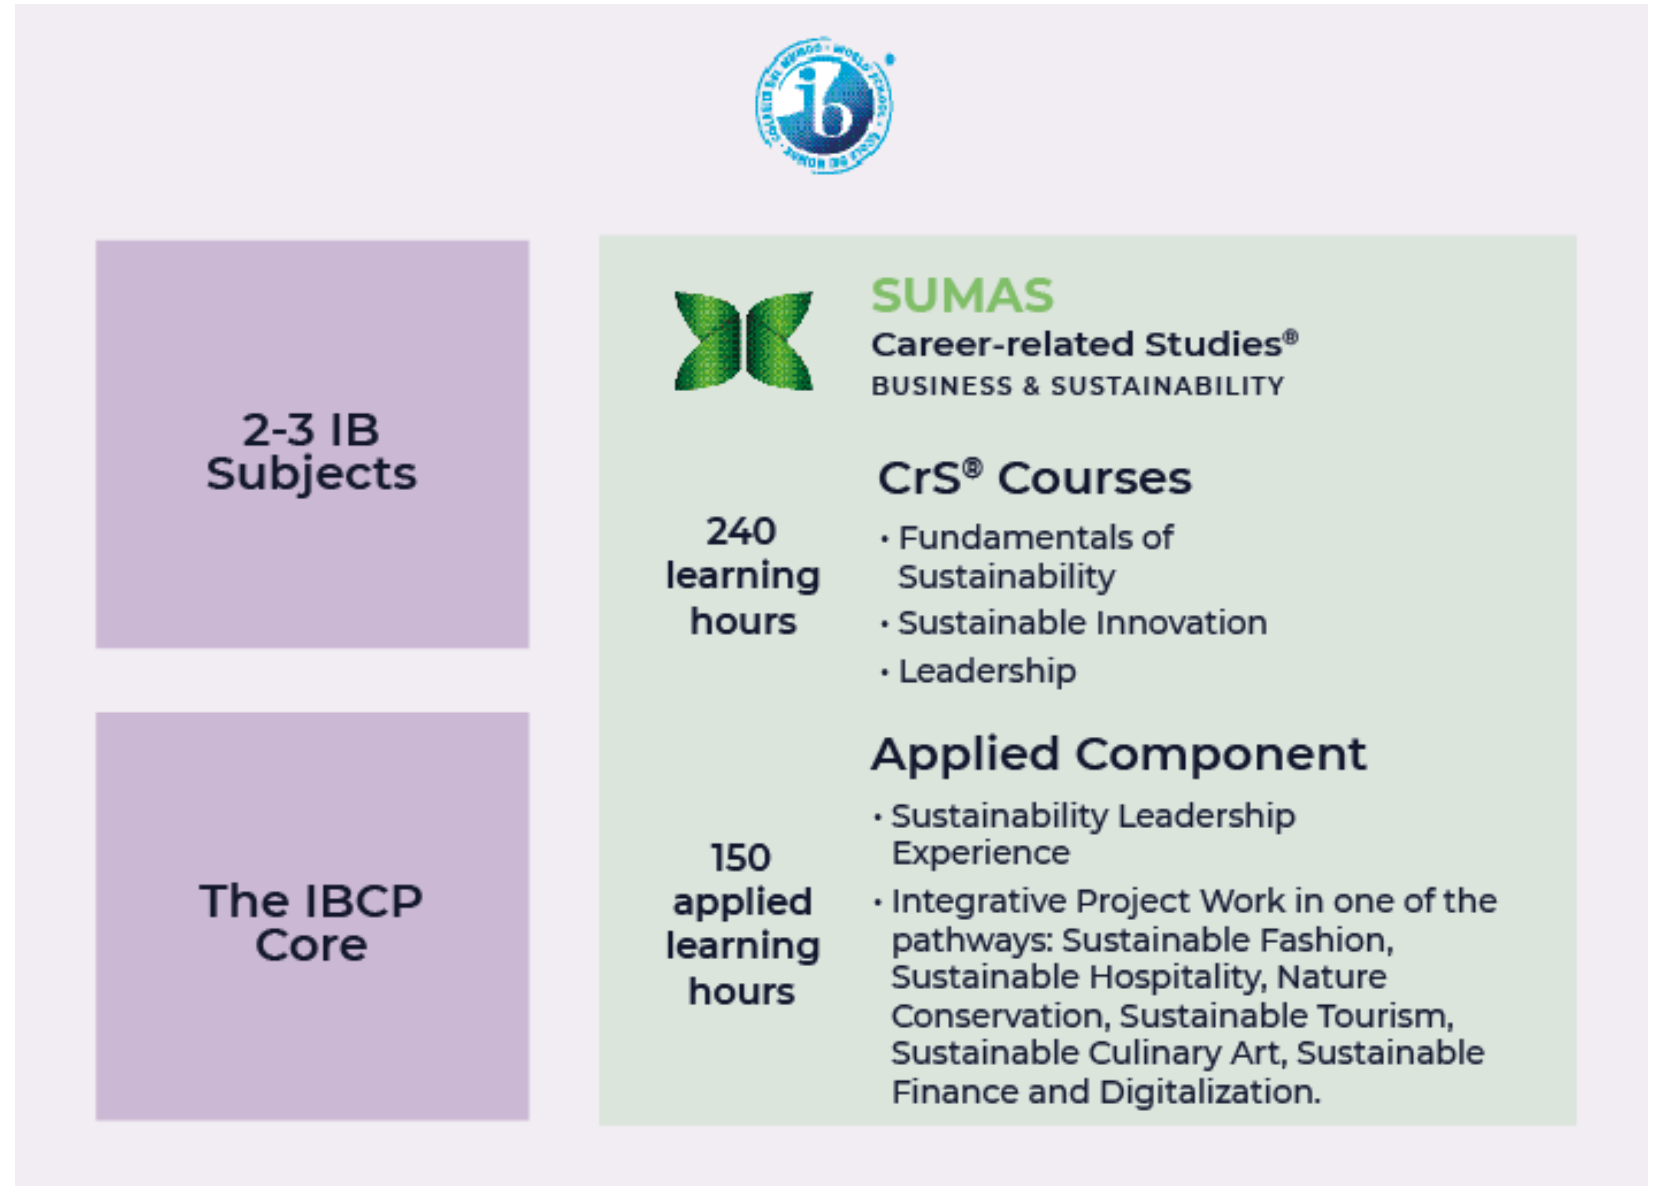 ib
2-3 IB
Subjects
The IBCP
Core
SUMAS
Career-related Studies®
BUSINESS & SUSTAINABILITY
CrS® Courses
240
learning
hours
• Fundamentals of
Sustainability
• Sustainable Innovation
• Leadership
Applied Component
150
applied
learning
hours
• Sustainability Leadership
Experience
• Integrative Project Work in one of the
pathways: Sustainable Fashion,
Sustainable Hospitality, Nature
Conservation, Sustainable Tourism,
Sustainable Culinary Art, Sustainable
Finance and Digitalization.